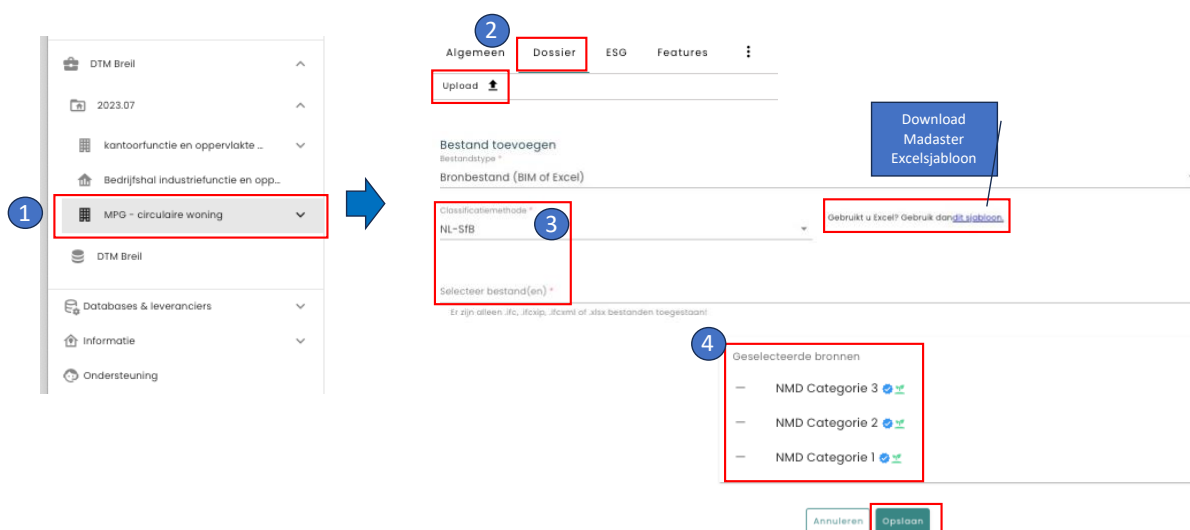 DTM Breil
2023.07
kantoorfunctie en oppervlakte ...
Bedrijfshal industriefunctie en opp...
1
MPG - circulaire woning
DTM Breil
Databases & leveranciers
Informatie
Ondersteuning
2
Algemeen Dossier ESG Features
Upload
Download
Madaster
Excelsjabloon
Bestand toevoegen
Bestandstype *
Bronbestand (BIM of Excel)
Classificatiemethode *
3
NL-SfB
Gebruikt u Excel? Gebruik dan dit sjabloon.
Selecteer bestand(en) *
Er zijn alleen .ifc, .ifczip, .ifcxml of .xlsx bestanden toegestaan!
4
Geselecteerde bronnen
NMD Categorie 3
NMD Categorie 2
NMD Categorie 1
Annuleren Opslaan